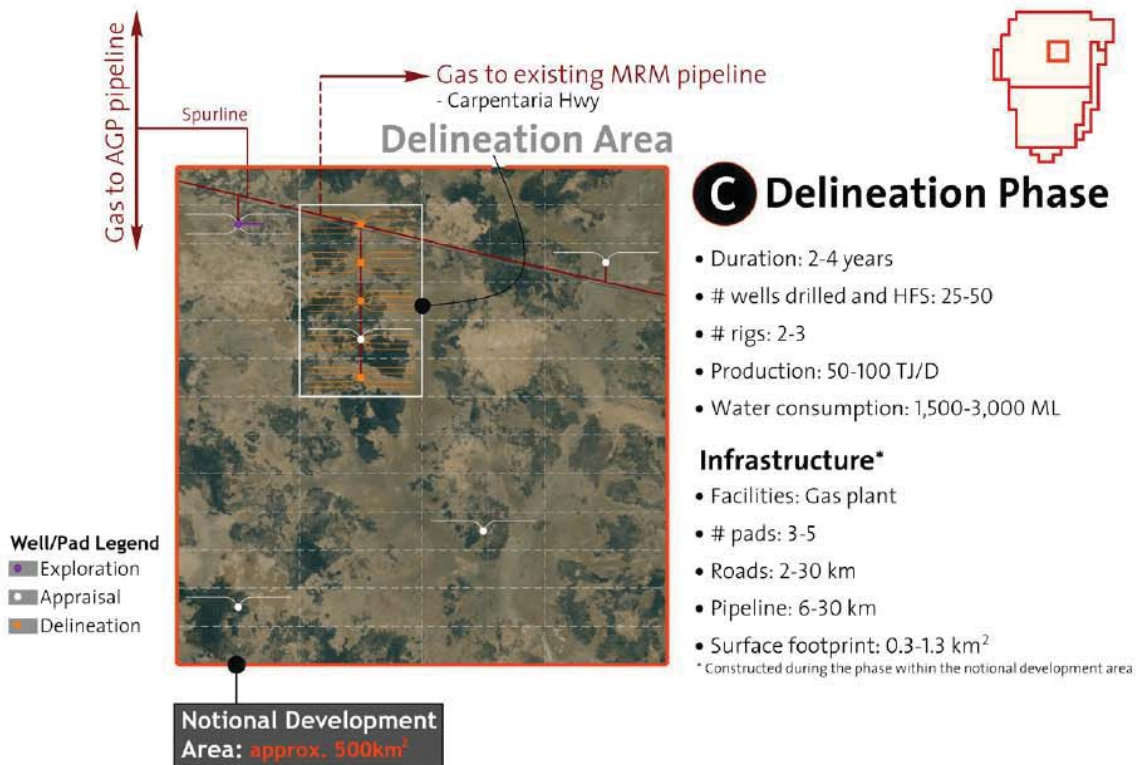 Gas to AGP pipeline
Spurline
Gas to existing MRM pipeline
- Carpentaria Hwy
Delineation Area
C Delineation Phase
• Duration: 2-4 years
• # wells drilled and HFS: 25-50
• # rigs: 2-3
• Production: 50-100 TJ/D
• Water consumption: 1,500-3,000 ML
Infrastructure*
• Facilities: Gas plant
• # pads: 3-5
• Roads: 2-30 km
• Pipeline: 6-30 km
• Surface footprint: 0.3-1.3 km²
* Constructed during the phase within the notional development area
Well/Pad Legend
Exploration
Appraisal
Delineation
Notional Development
Area: approx. 500km²